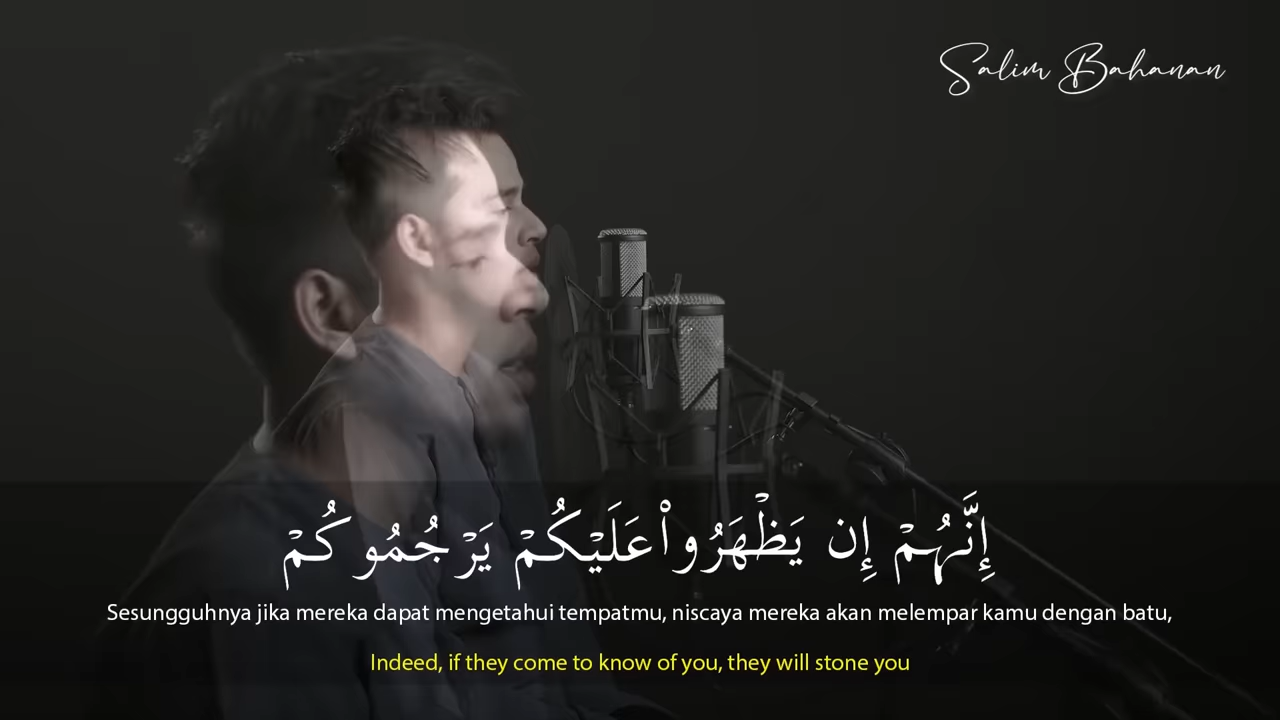 Salim Bahanan
إِنَّهُمْ إِن يَظْهَرُوا۟ عَلَيْكُمْ يَرْجُمُوكُمْ
Sesungguhnya jika mereka dapat mengetahui tempatmu, niscaya mereka akan melempar kamu dengan batu,
Indeed, if they come to know of you, they will stone you